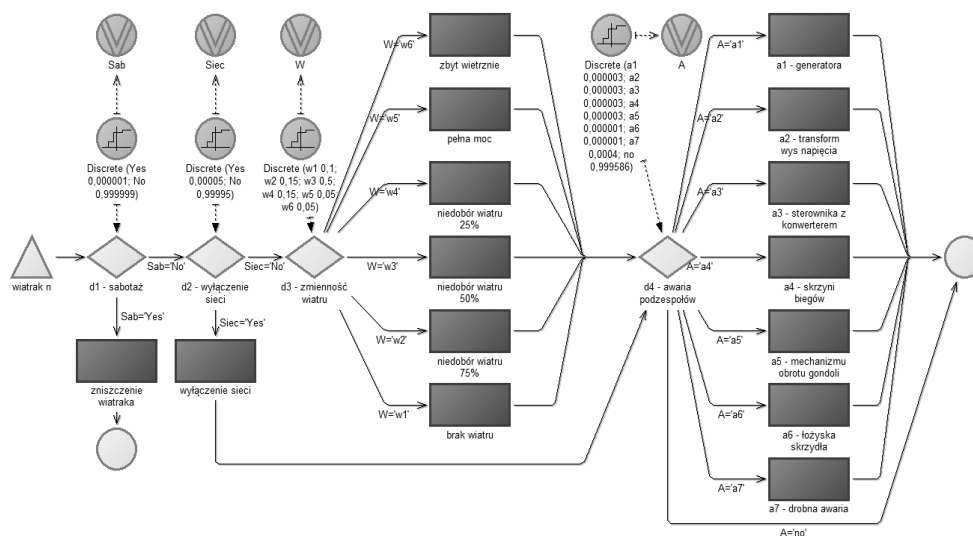 Sab
Siec
W
zbyt wietrznie
Discrete (a1
0,000003; a2
0,000003; a3
0,000003; a4
0,000003; a5
0,000001; a6
0,000001; a7
0,0004; no
0,999586)
A
a1 - generatora
W='w6'
A='a1'
Discrete (Yes
0,000001; No
0,999999)
Discrete (Yes
0,00005; No
0,99995)
Discrete (w1 0,1;
w2 0,15; w3 0,5;
w4 0,15; w5 0,05;
w6 0,05)
W='w5'
pełna moc
A='a2'
a2 - transform
wys napięcia
W='w4'
niedobór wiatru
25%
A='a3'
a3 - sterownika z
konwerterem
wiatrak n
d1 - sabotaż
Sab='No'
d2 - wyłączenie
sieci
Siec='No'
d3 - zmienność
wiatru
W='w3'
niedobór wiatru
50%
d4 - awaria
podzespołów
A='a4'
a4 - skrzyni
biegów
Sab='Yes'
Siec='Yes'
W='w2'
niedobór wiatru
75%
A='a5'
a5 - mechanizmu
obrotu gondoli
zniszczenie
wiatraka
wyłączenie sieci
W='w1'
brak wiatru
A='a6'
a6 - łożyska
skrzydła
A='a7'
a7 - drobna awaria
A='no'